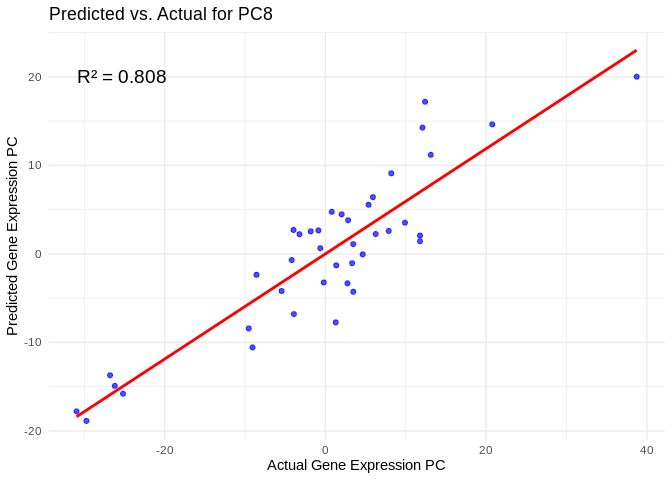 Predicted vs. Actual for PC8
R² = 0.808
Predicted Gene Expression PC
20
10
0
-10
-20
-20
0
20
40
Actual Gene Expression PC